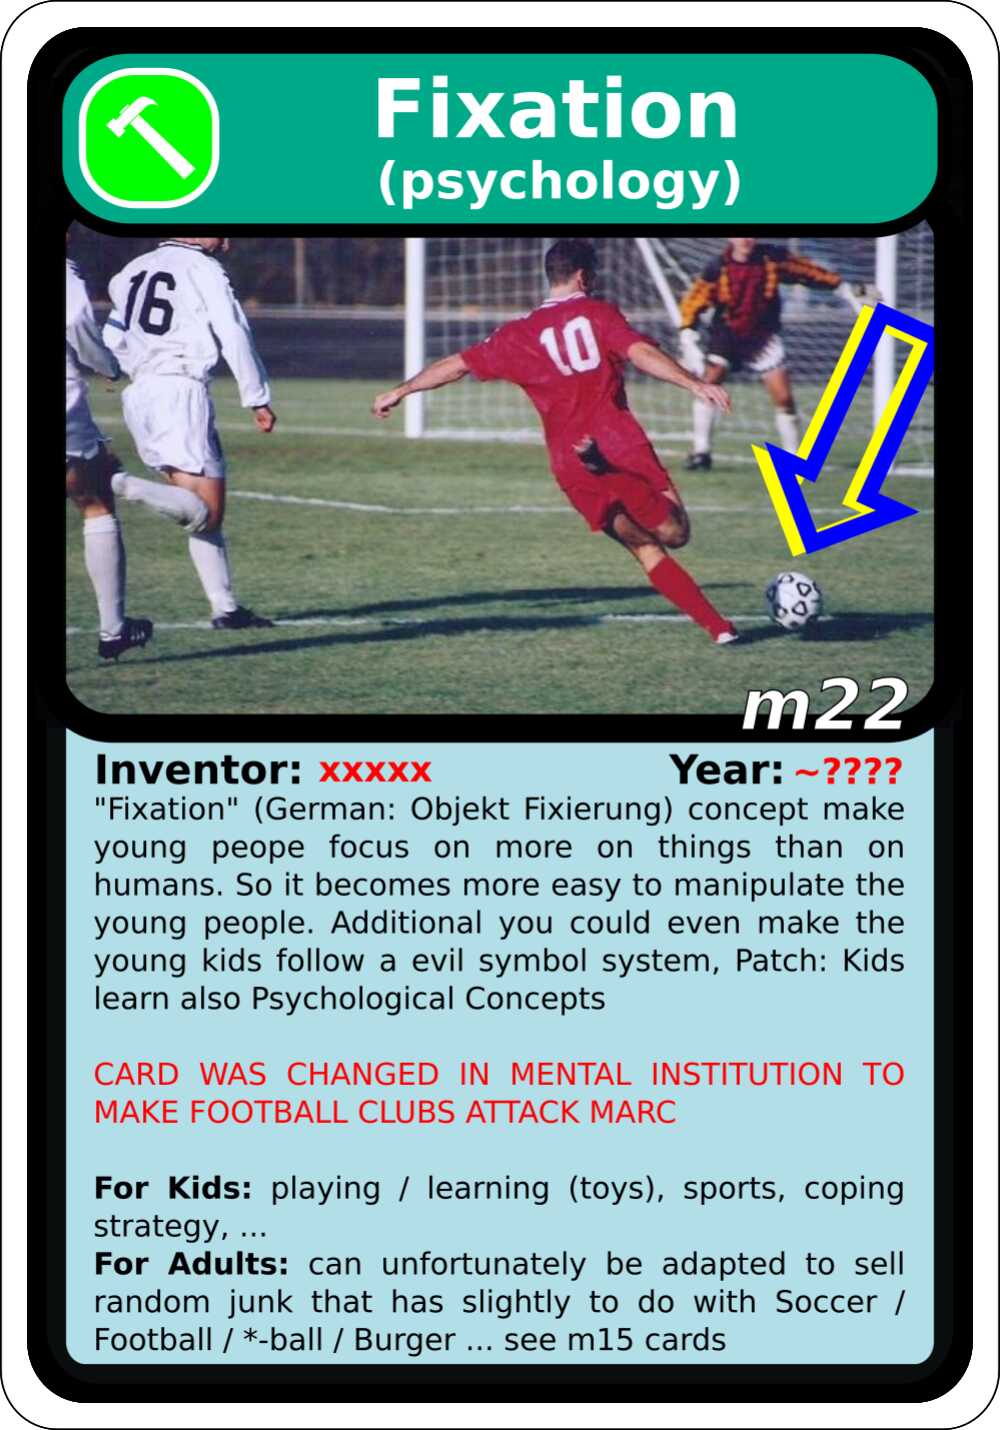 Fixation
(psychology)
16
10
m22
Inventor: xxxxx Year: ~????
"Fixation" (German: Objekt Fixierung) concept make
young peope focus on more on things than on
humans. So it becomes more easy to manipulate the
young people. Additional you could even make the
young kids follow a evil symbol system, Patch: Kids
learn also Psychological Concepts
CARD WAS CHANGED IN MENTAL INSTITUTION TO
MAKE FOOTBALL CLUBS ATTACK MARC
For Kids: playing / learning (toys), sports, coping
strategy, ...
For Adults: can unfortunately be adapted to sell
random junk that has slightly to do with Soccer /
Football / *-ball / Burger ... see m15 cards